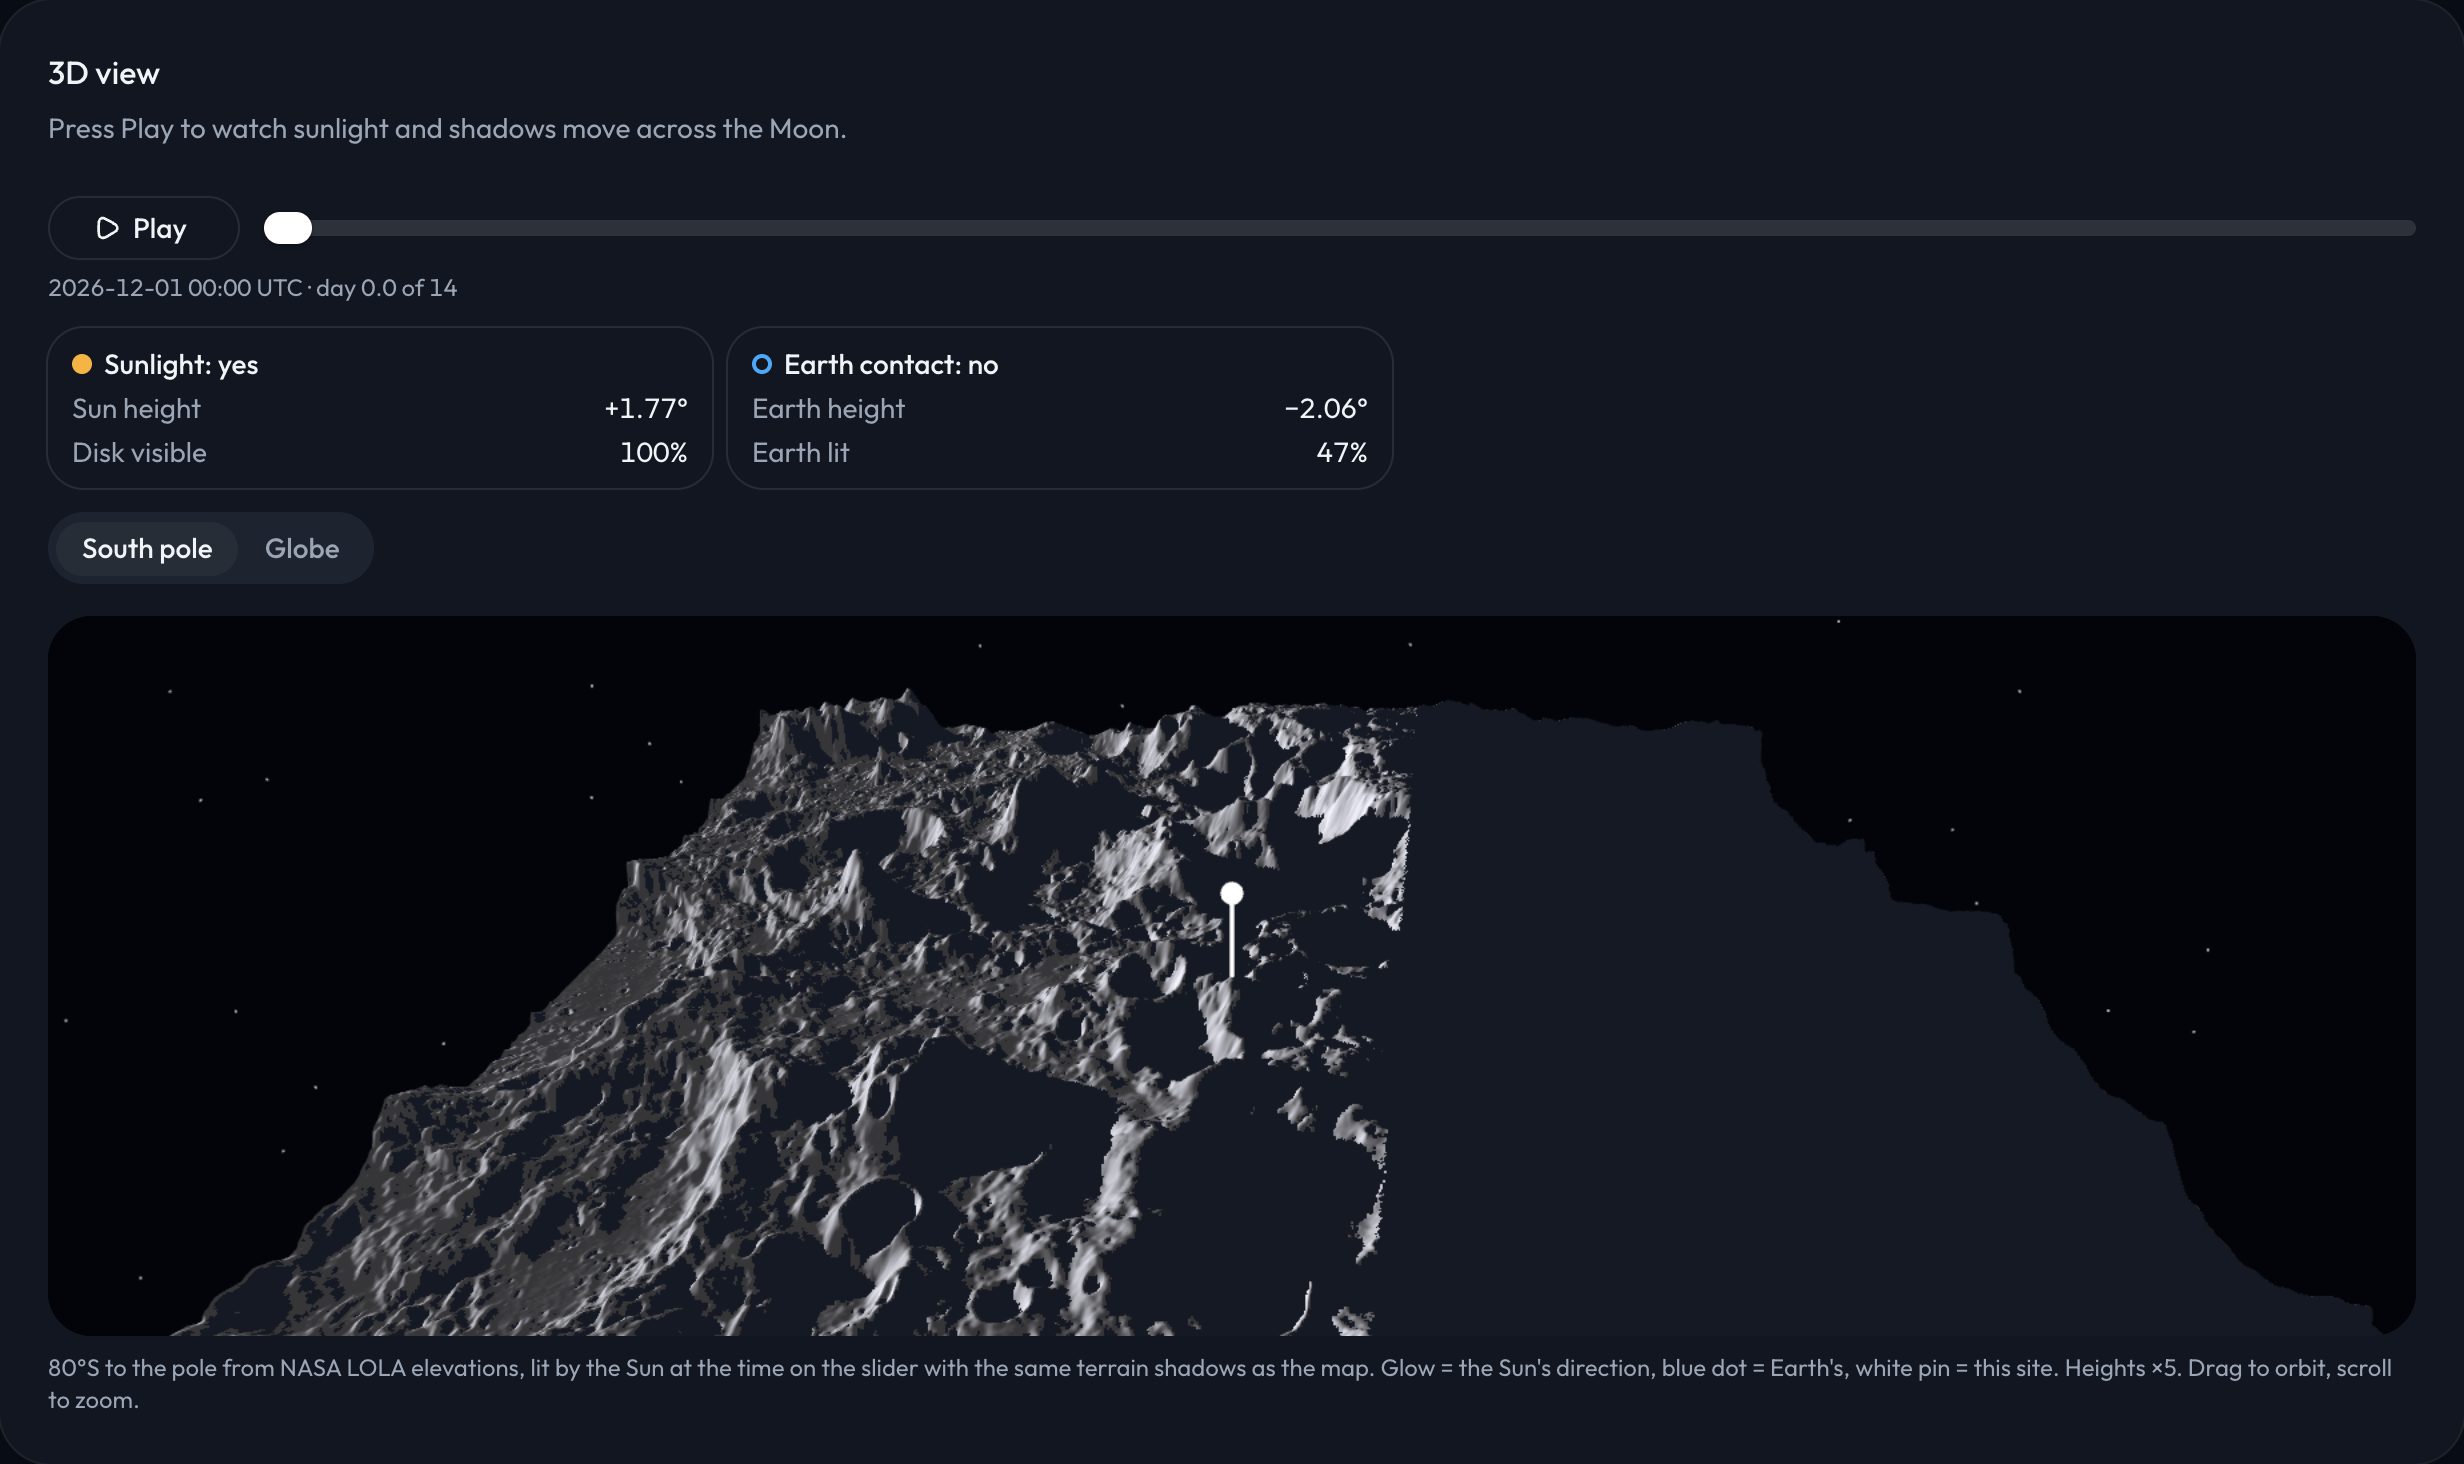 3D view
Press Play to watch sunlight and shadows move across the Moon.
Play
2026-12-01 00:00 UTC · day 0.0 of 14
Sunlight: yes
Sun height +1.77°
Disk visible 100%
Earth contact: no
Earth height −2.06°
Earth lit 47%
South pole Globe
80°S to the pole from NASA LOLA elevations, lit by the Sun at the time on the slider with the same terrain shadows as the map. Glow = the Sun's direction, blue dot = Earth's, white pin = this site. Heights ×5. Drag to orbit, scroll
to zoom.